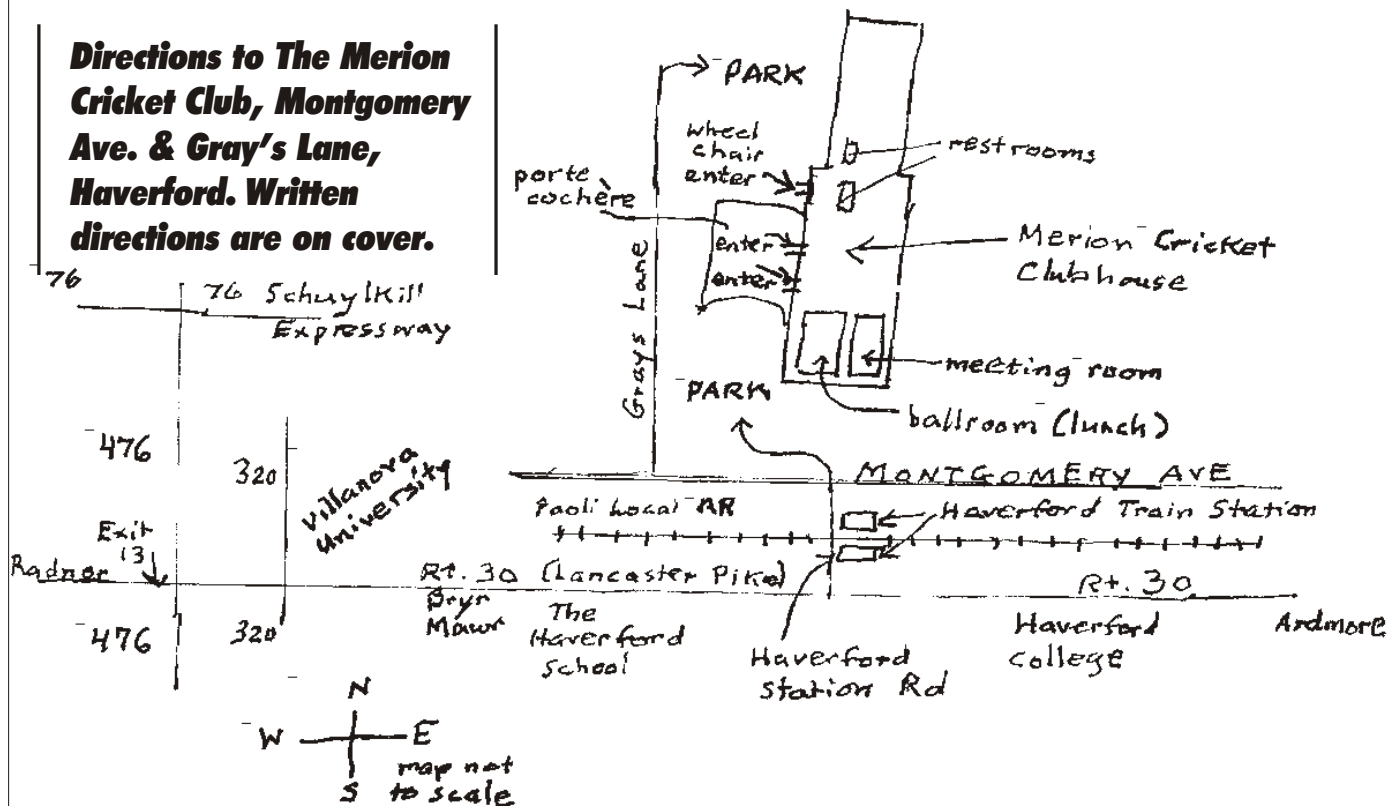 Directions to The Merion
Cricket Club, Montgomery
Ave. & Gray's Lane,
Haverford. Written
directions are on cover.
PARK
wheel
chair
enter
restrooms
porte
cochère
enter
enter
Merion Cricket
Clubhouse
Grays Lane
76
76 Schuylkill
Expressway
meeting room
PARK
ballroom (lunch)
476
320
Villanova
University
MONTGOMERY AVE
Paoli Local RR
Haverford Train Station
Exit
13
Radnor
Rt. 30 (Lancaster Pike)
Rt. 30
Bryn
Mawr
The
Haverford
School
476
320
Haverford
Station Rd
Haverford
college
Ardmore
N
W
E
S
map not
to scale